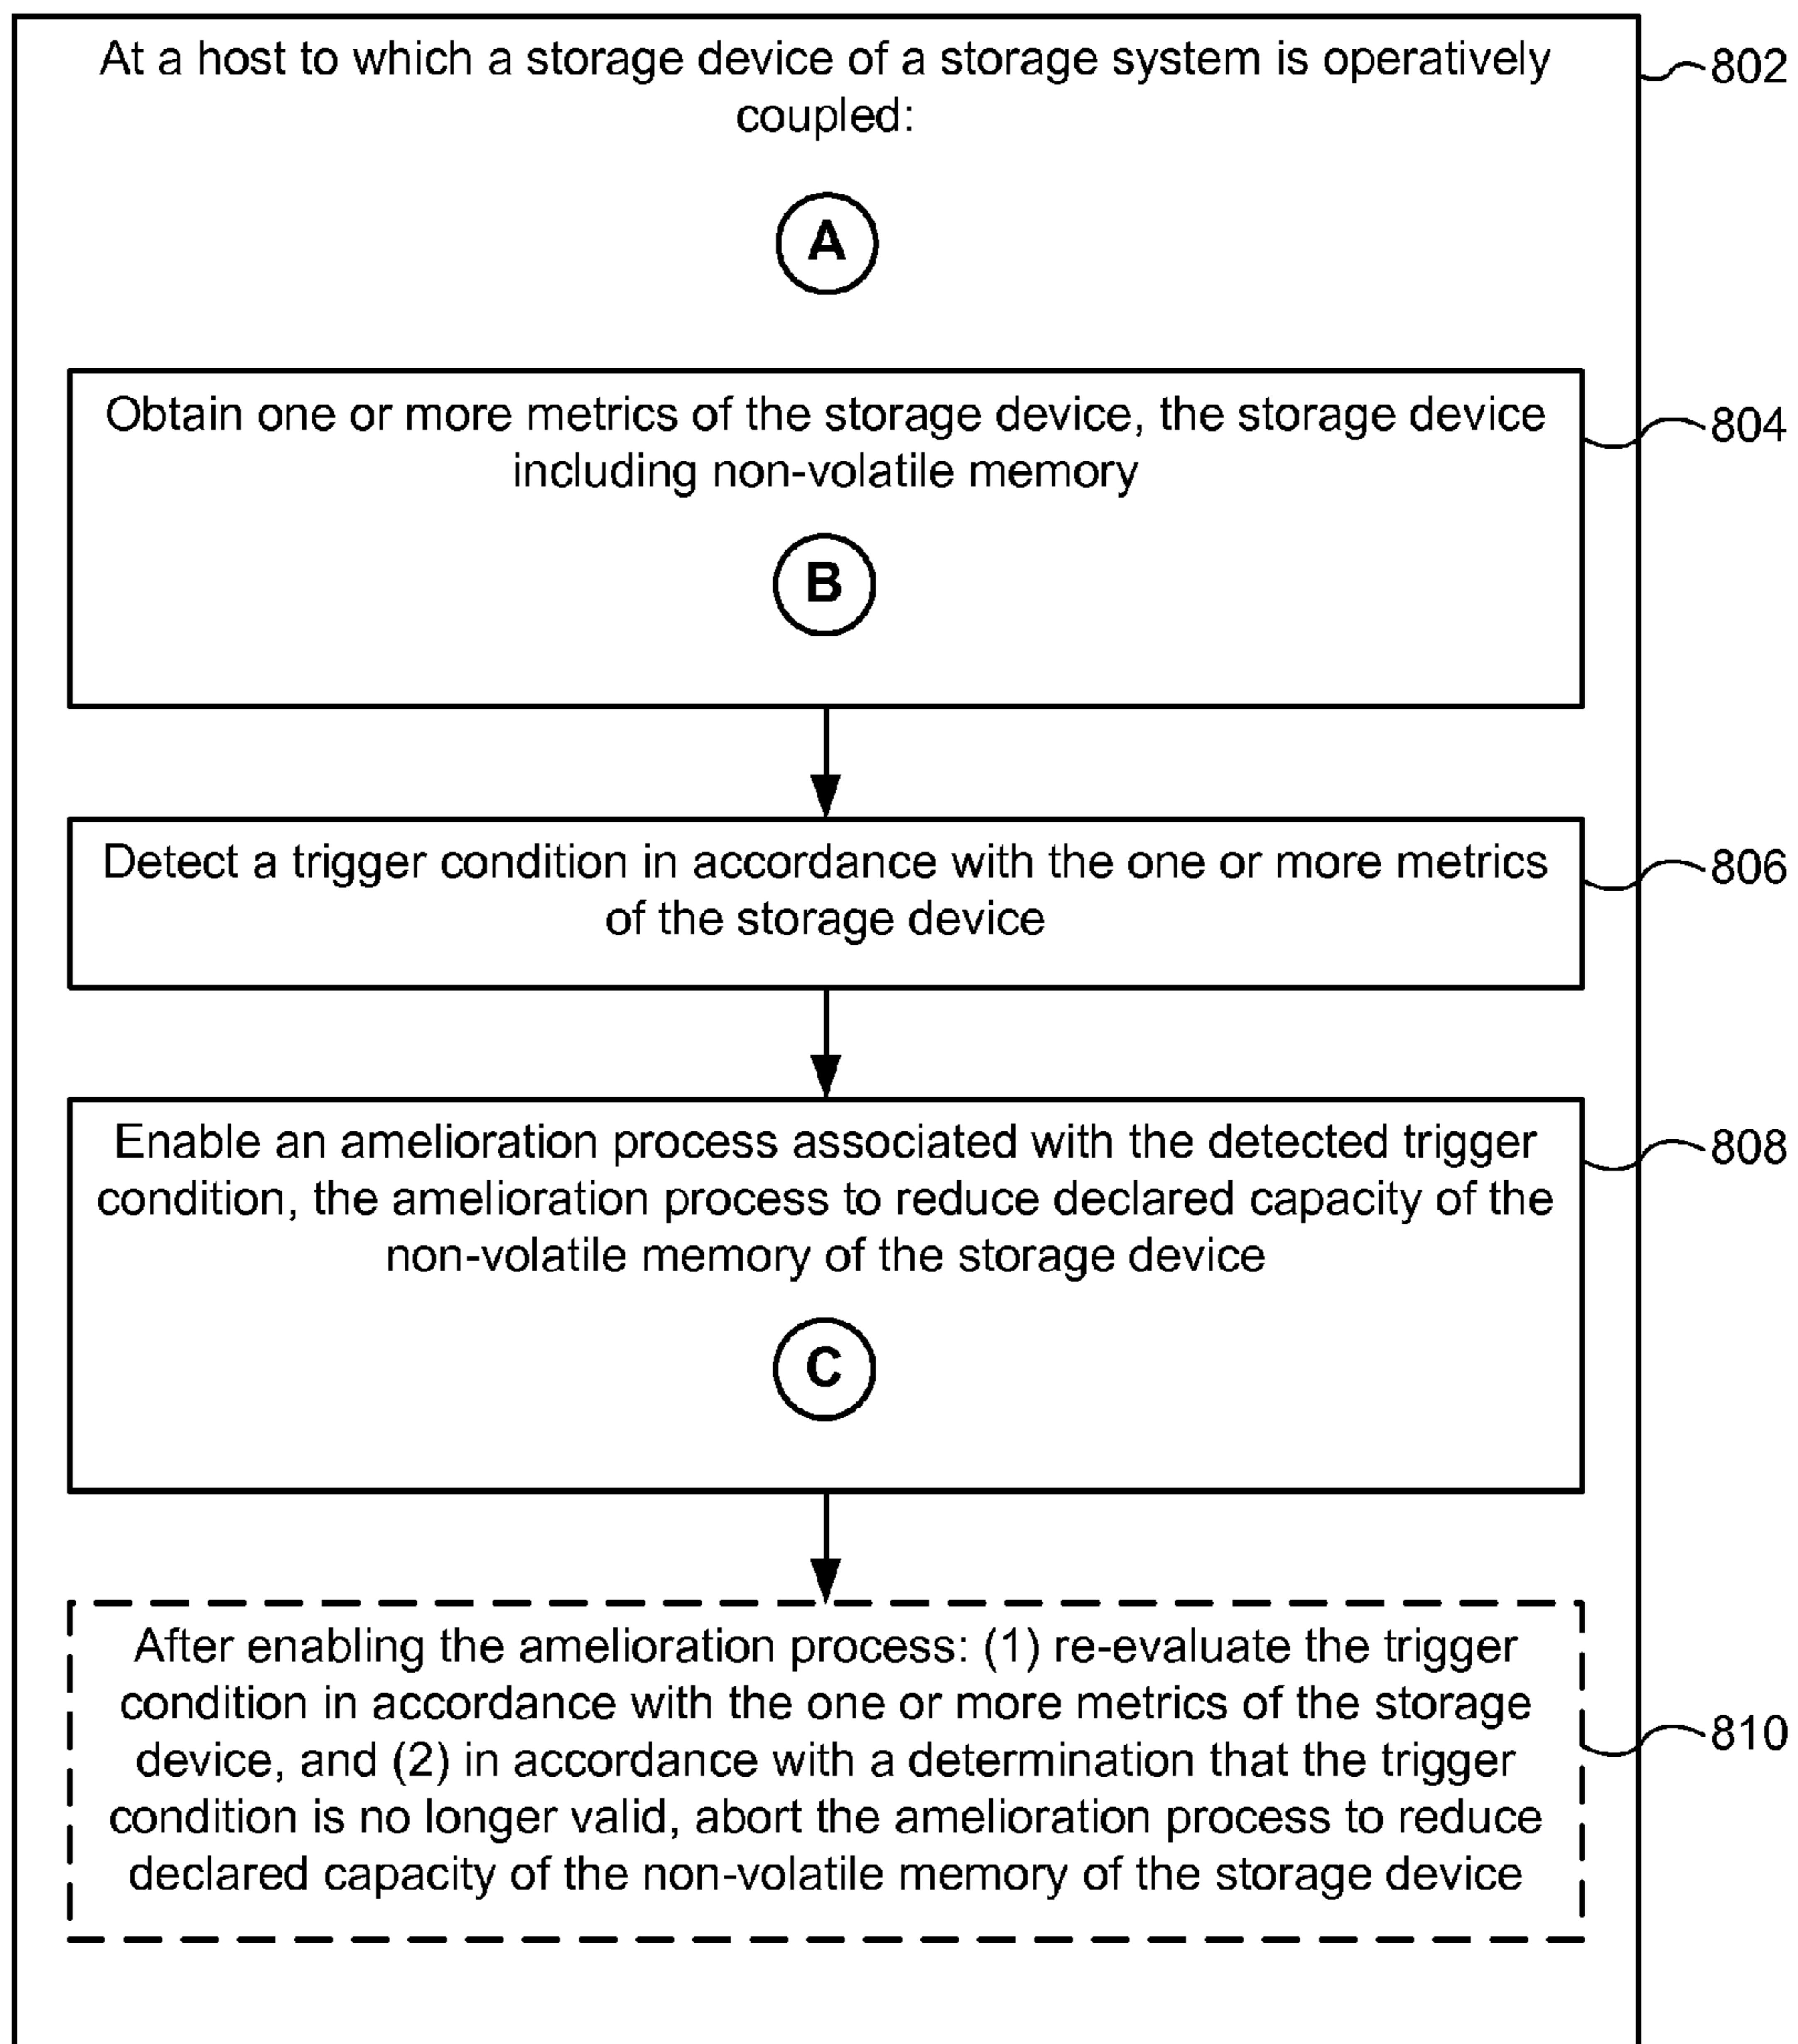 At a host to which a storage device of a storage system is operatively
coupled:
802
A
Obtain one or more metrics of the storage device, the storage device
including non-volatile memory
804
B
Detect a trigger condition in accordance with the one or more metrics
of the storage device
806
Enable an amelioration process associated with the detected trigger
condition, the amelioration process to reduce declared capacity of the
non-volatile memory of the storage device
808
C
After enabling the amelioration process: (1) re-evaluate the trigger
condition in accordance with the one or more metrics of the storage
device, and (2) in accordance with a determination that the trigger
condition is no longer valid, abort the amelioration process to reduce
declared capacity of the non-volatile memory of the storage device
810